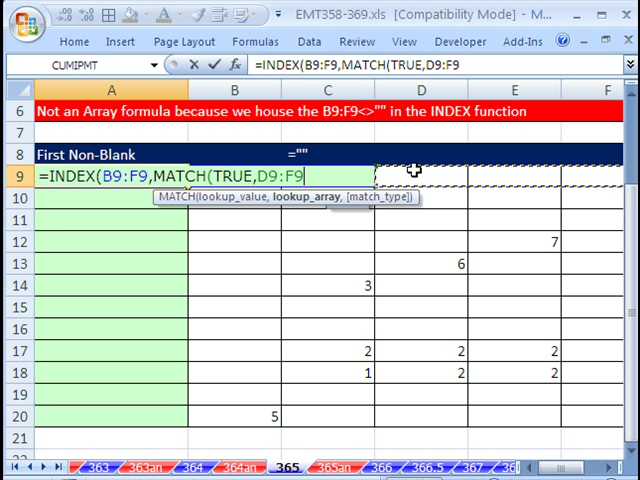 EMT358-369.xls [Compatibility Mode] - M...
Home Insert Page Layout Formulas Data Review View Developer Add-Ins
CUMIPMT =INDEX(B9:F9,MATCH(TRUE,D9:F9
A B C D E F
6 Not an Array formula because we house the B9:F9<>"" in the INDEX function
7
8 First Non-Blank =""
9 =INDEX(B9:F9,MATCH(TRUE,D9:F9
MATCH(lookup_value, lookup_array, [match_type])
10
11
12 7
13 6
14 3
15
16
17 2 2 2
18 1 2 2
19
20 5
21
363 363an 364 364an 365 365an 366 366.5 367